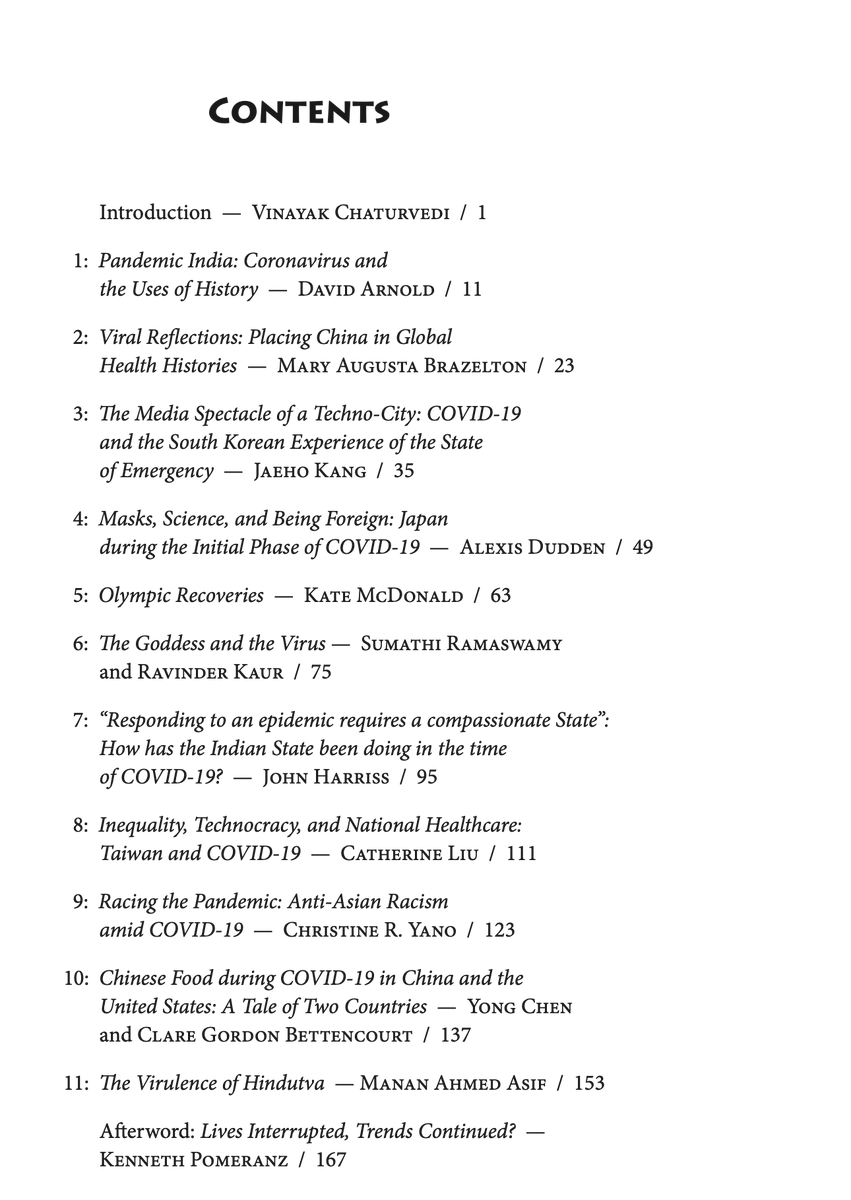 Contents
Introduction — Vinayak Chaturvedi / 1
1: Pandemic India: Coronavirus and
the Uses of History — David Arnold / 11
2: Viral Reflections: Placing China in Global
Health Histories — Mary Augusta Brazelton / 23
3: The Media Spectacle of a Techno-City: COVID-19
and the South Korean Experience of the State
of Emergency — Jaeho Kang / 35
4: Masks, Science, and Being Foreign: Japan
during the Initial Phase of COVID-19 — Alexis Dudden / 49
5: Olympic Recoveries — Kate McDonald / 63
6: The Goddess and the Virus — Sumathi Ramaswamy
and Ravinder Kaur / 75
7: “Responding to an epidemic requires a compassionate State”:
How has the Indian State been doing in the time
of COVID-19? — John Harriss / 95
8: Inequality, Technocracy, and National Healthcare:
Taiwan and COVID-19 — Catherine Liu / 111
9: Racing the Pandemic: Anti-Asian Racism
amid COVID-19 — Christine R. Yano / 123
10: Chinese Food during COVID-19 in China and the
United States: A Tale of Two Countries — Yong Chen
and Clare Gordon Bettencourt / 137
11: The Virulence of Hindutva — Manan Ahmed Asif / 153
Afterword: Lives Interrupted, Trends Continued? —
Kenneth Pomeranz / 167